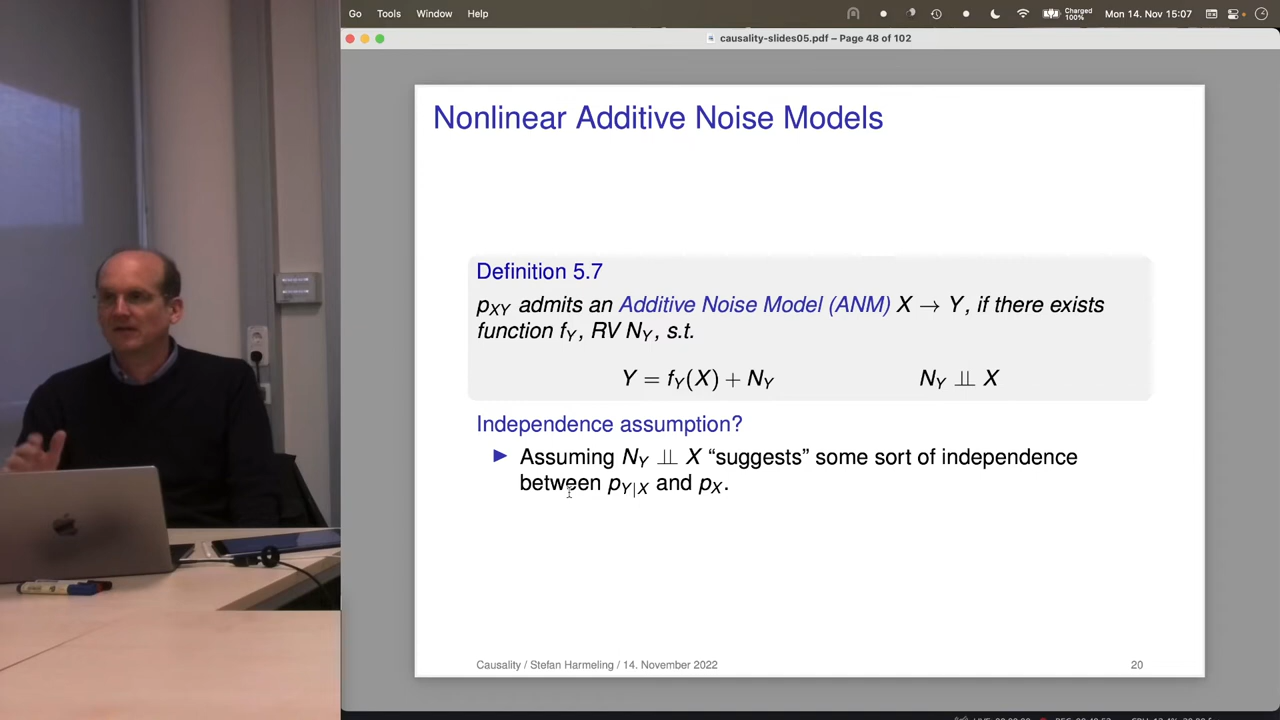 Go Tools Window Help Charged 100% Mon 14. Nov 15:07
causality-slides05.pdf – Page 48 of 102
Nonlinear Additive Noise Models
Definition 5.7
p_XY admits an Additive Noise Model (ANM) X → Y, if there exists
function f_Y, RV N_Y, s.t.
Y = f_Y(X) + N_Y N_Y ⫫ X
Independence assumption?
▶ Assuming N_Y ⫫ X “suggests” some sort of independence
between p_Y|X and p_X.
Causality / Stefan Harmeling / 14. November 2022 20